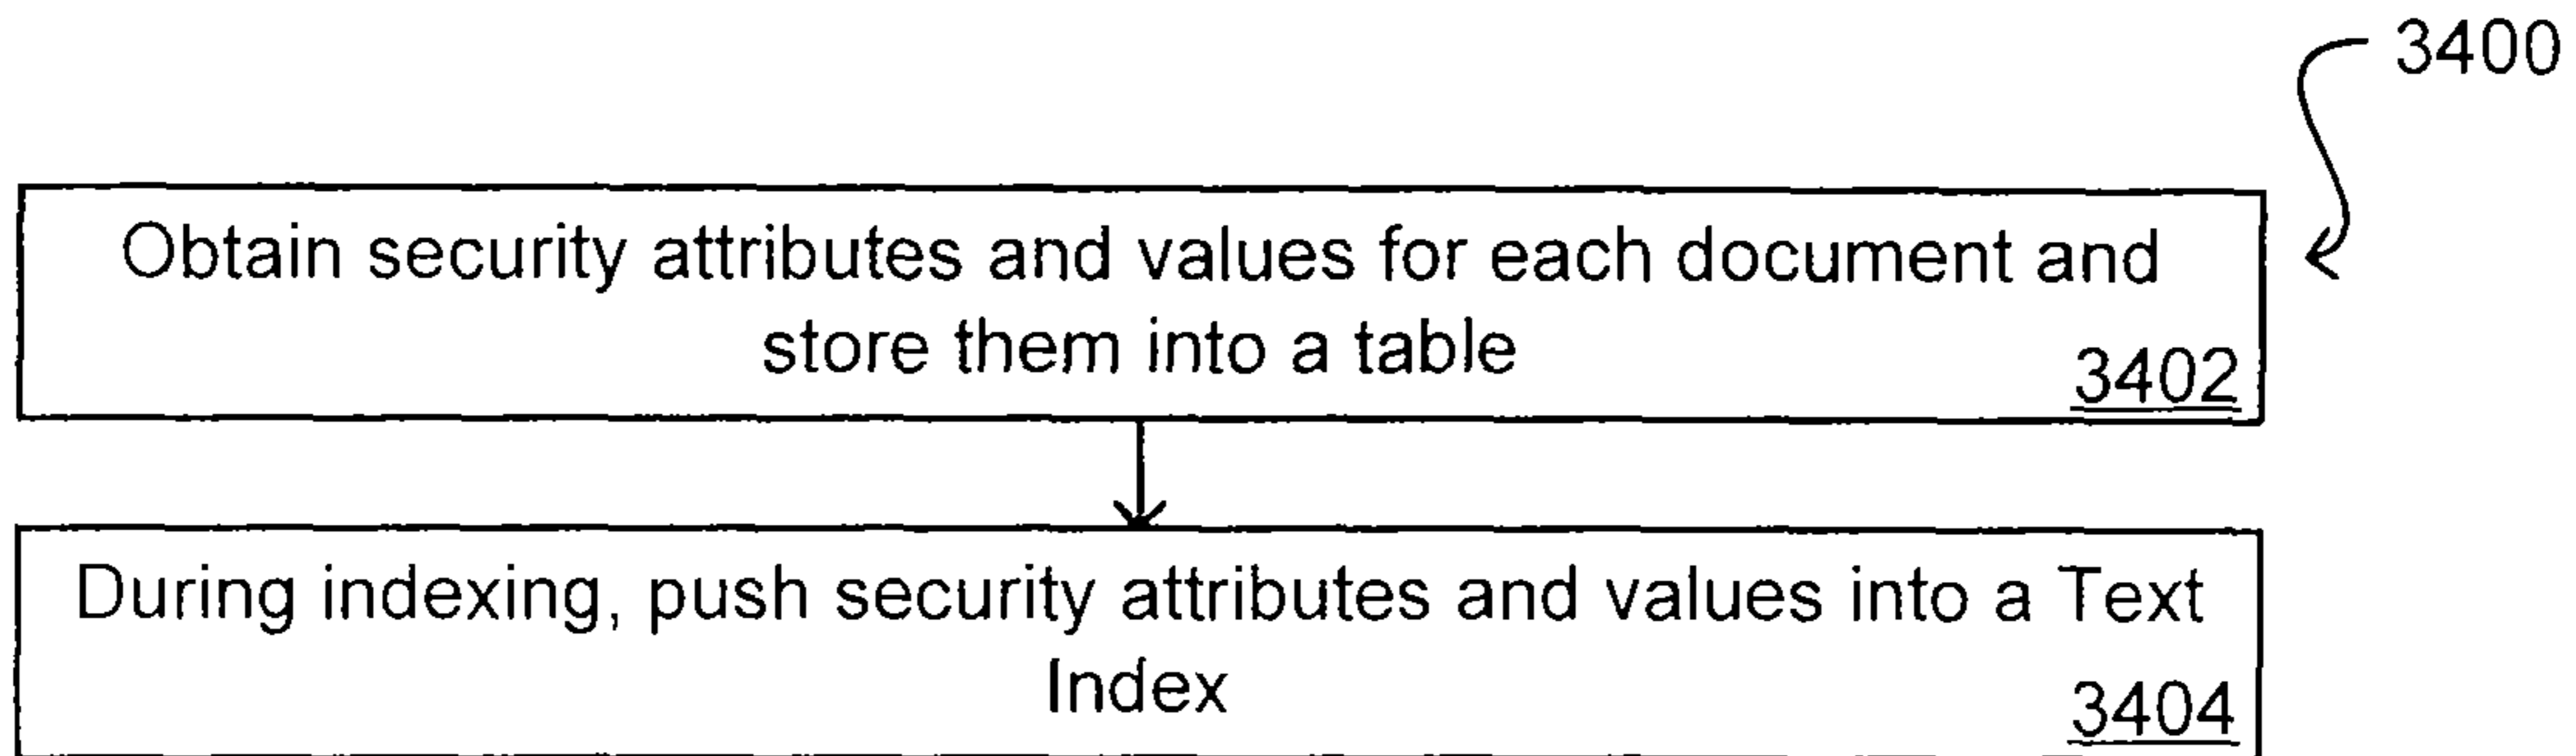 3400
Obtain security attributes and values for each document and
store them into a table
3402
During indexing, push security attributes and values into a Text
Index
3404